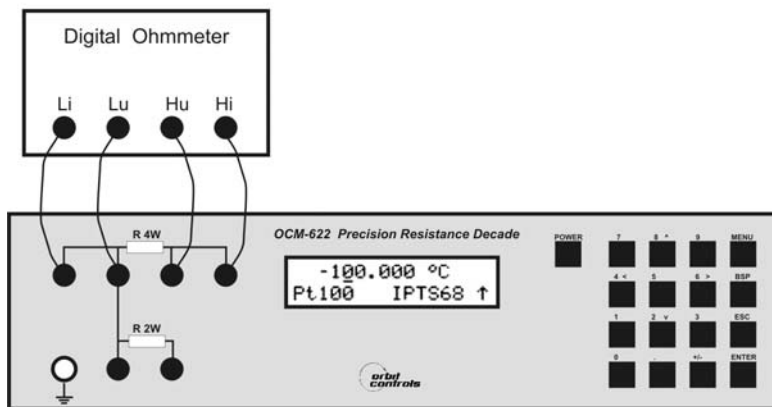 Digital Ohmmeter
Li Lu Hu Hi
R 4W
OCM-622 Precision Resistance Decade
-100.000 ºC
Pt100 IPTS68 ↑
R 2W
orbit
controls
POWER
7 8 ^ 9 MENU
4 < 5 6 > BSP
1 2 v 3 ESC
0 . +/- ENTER